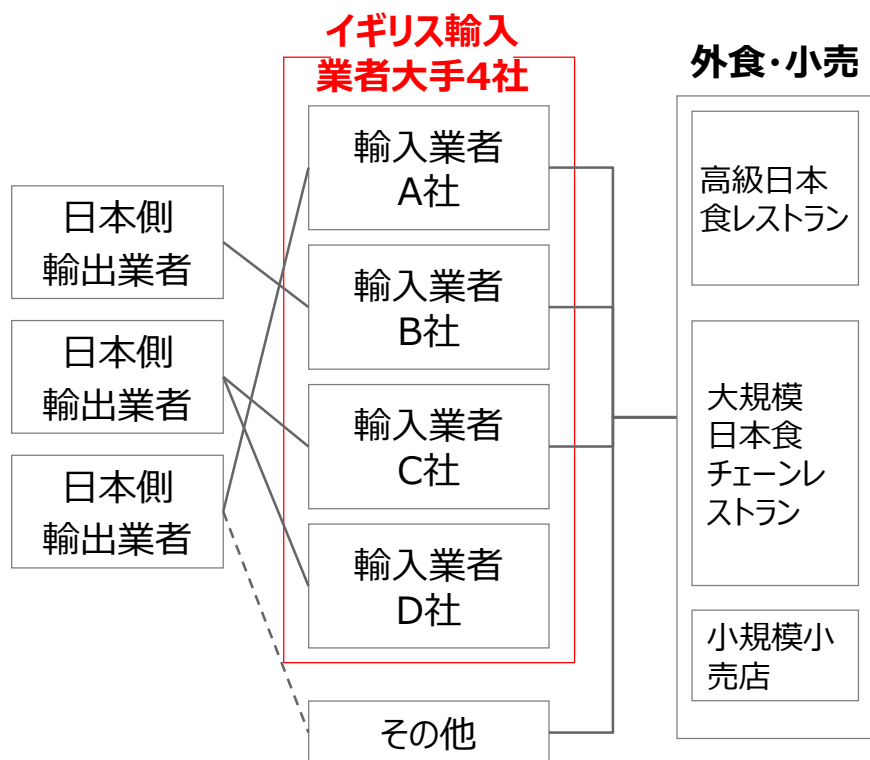 イギリス輸入
業者大手4社
外食・小売
日本側
輸出業者
日本側
輸出業者
日本側
輸出業者
輸入業者
A社
輸入業者
B社
輸入業者
C社
輸入業者
D社
その他
高級日本
食レストラン
大規模
日本食
チェーンレ
ストラン
小規模小
売店